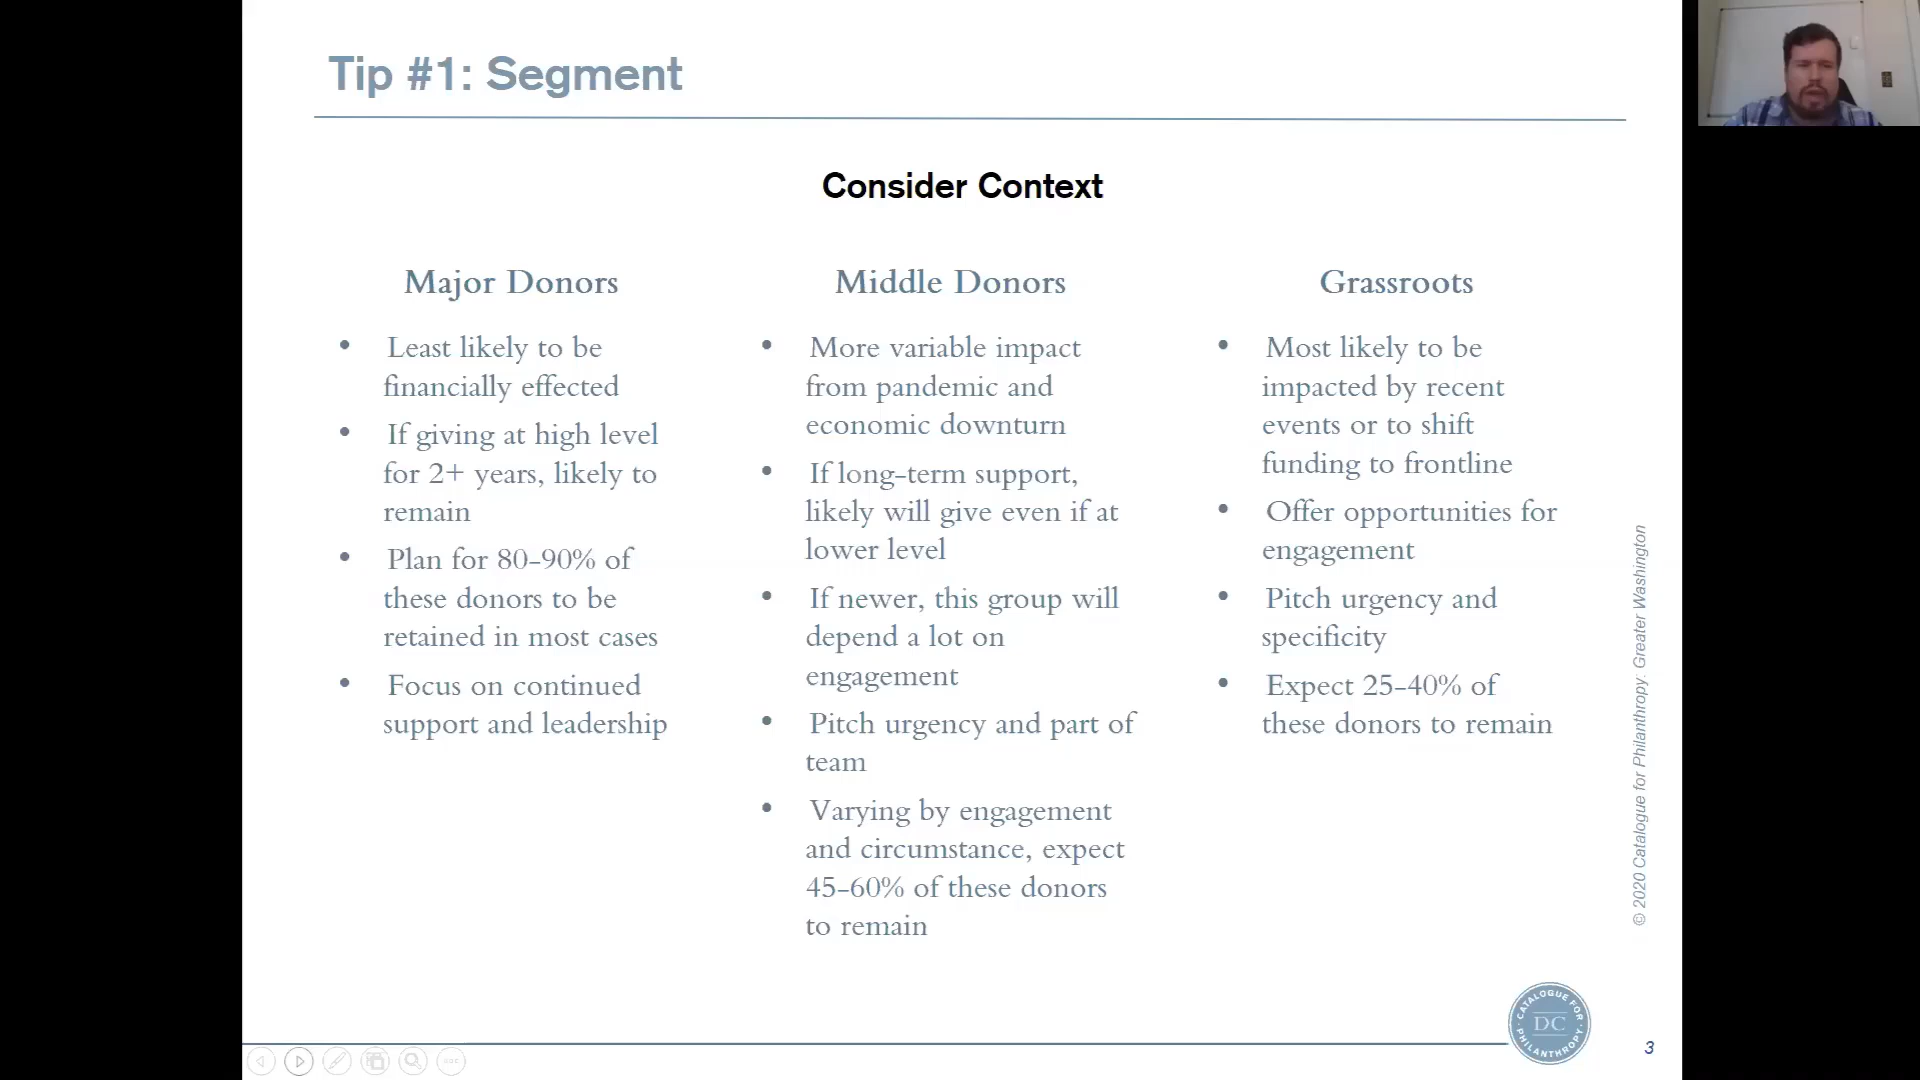 Tip #1: Segment
Consider Context
Major Donors
• Least likely to be
financially effected
• If giving at high level
for 2+ years, likely to
remain
• Plan for 80-90% of
these donors to be
retained in most cases
• Focus on continued
support and leadership
Middle Donors
• More variable impact
from pandemic and
economic downturn
• If long-term support,
likely will give even if at
lower level
• If newer, this group will
depend a lot on
engagement
• Pitch urgency and part of
team
• Varying by engagement
and circumstance, expect
45-60% of these donors
to remain
Grassroots
• Most likely to be
impacted by recent
events or to shift
funding to frontline
• Offer opportunities for
engagement
• Pitch urgency and
specificity
• Expect 25-40% of
these donors to remain
© 2020 Catalogue for Philanthropy: Greater Washington
CATALOGUE FOR
DC
PHILANTHROPY
3